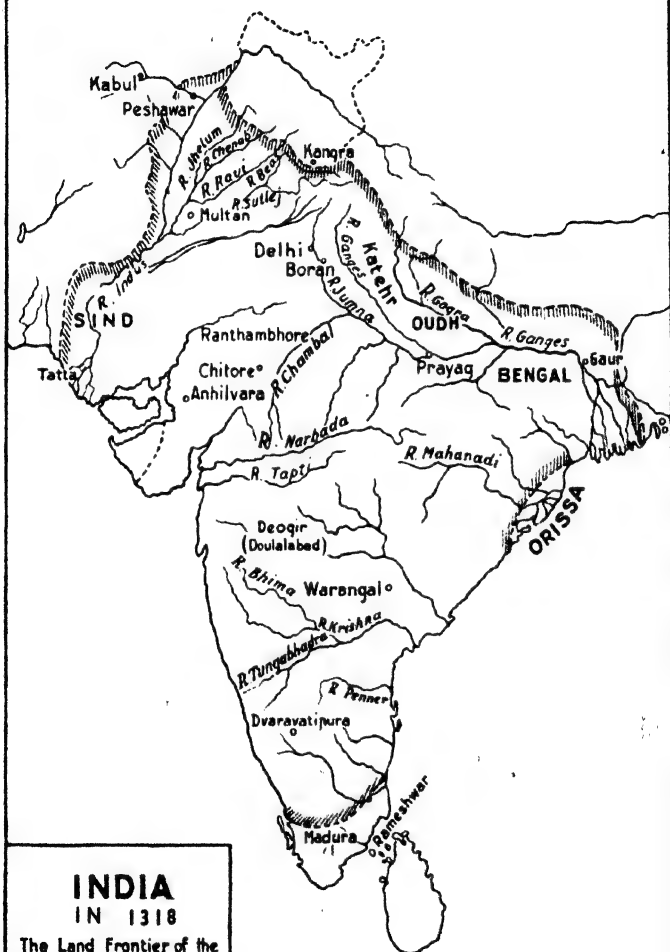 Kabul
Peshawar
R. Jhelum
R. Chenab
R. Ravi
R. Beas
R. Sutlej
Kangra
Multan
Delhi
Boran
R. Ganges
Katehr
R. Jumna
R. Indus
SIND
Tatta
R. Gogra
OUDH
R. Ganges
Ranthambhore
Chitore
Anhilvara
R. Chambal
Prayag
BENGAL
Gaur
R. Narbada
R. Tapti
R. Mahanadi
ORISSA
Deogir
(Doulalabad)
R. Bhima
Warangal
R. Krishna
R. Tungabhadra
R. Penner
Dvaravatipura
Madura
Rameshwar
INDIA
IN 1318
The Land Frontier of the